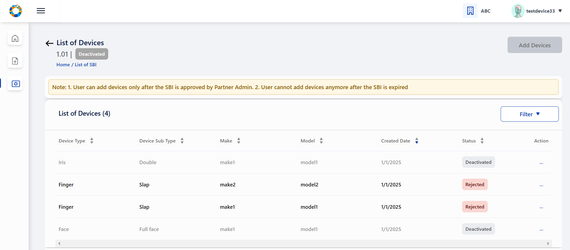 ABC
testdevice33
List of Devices
1.01 | Deactivated
Add Devices
Home / List of SBI
Note: 1. User can add devices only after the SBI is approved by Partner Admin. 2. User cannot add devices anymore after the SBI is expired
List of Devices (4)
Filter
Device Type Device Sub Type Make Model Created Date Status Action
Iris Double make1 model1 1/1/2025 Deactivated ...
Finger Slap make2 model2 1/1/2025 Rejected ...
Finger Slap make1 model1 1/1/2025 Rejected ...
Face Full face make1 model1 1/1/2025 Deactivated ...